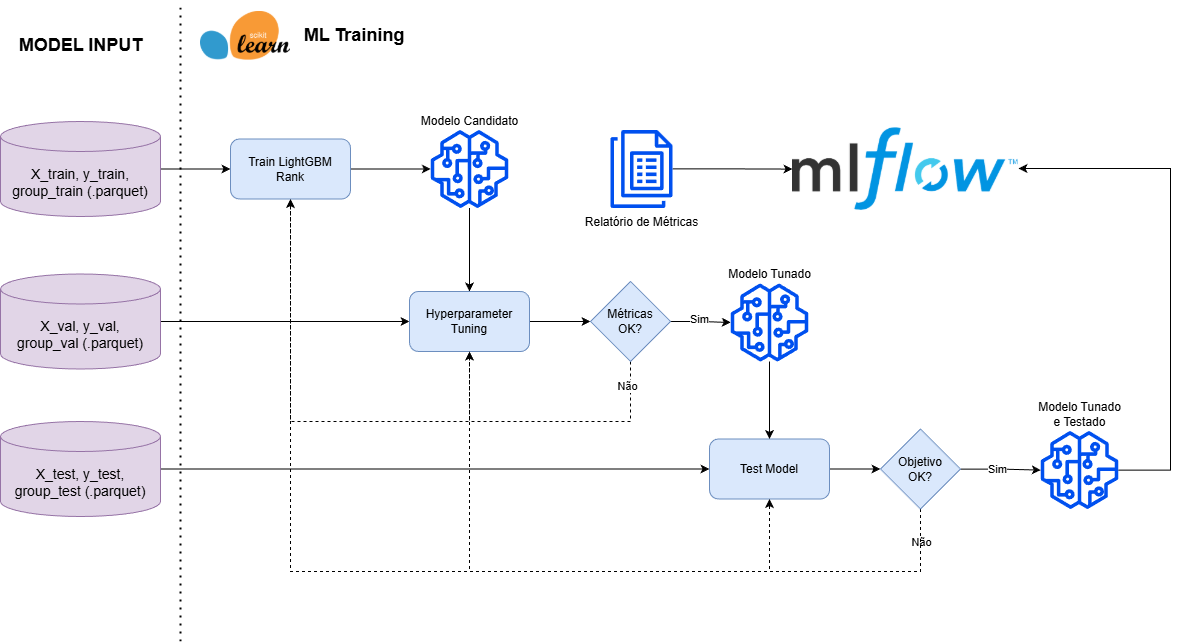 MODEL INPUT
scikit
learn
ML Training
X_train, y_train,
group_train (.parquet)
Train LightGBM
Rank
Modelo Candidato
Relatório de Métricas
mlflow™
X_val, y_val,
group_val (.parquet)
Hyperparameter
Tuning
Métricas
OK?
Sim
Não
Modelo Tunado
X_test, y_test,
group_test (.parquet)
Test Model
Objetivo
OK?
Sim
Não
Modelo Tunado
e Testado